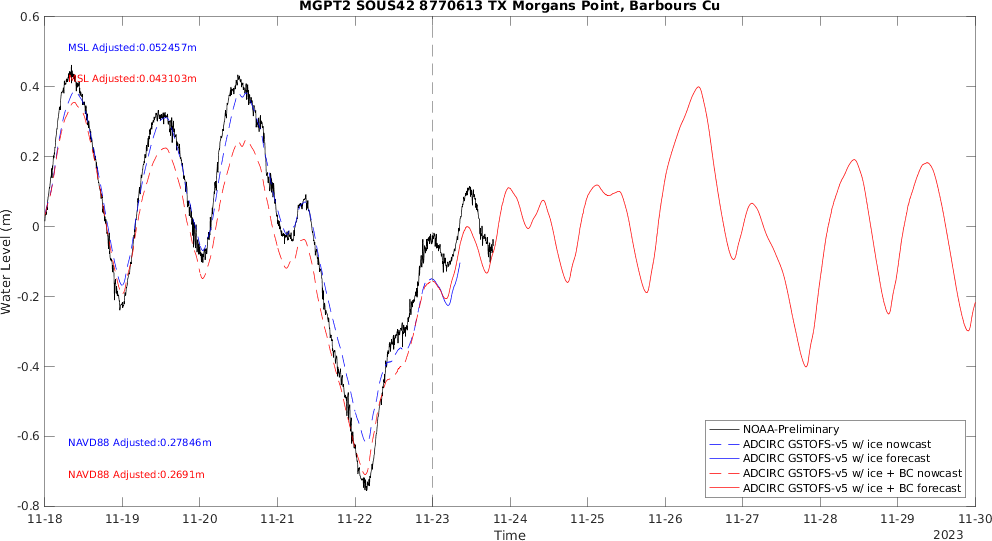 MGPT2 SOUS42 8770613 TX Morgans Point, Barbours Cu
0.6
0.4
0.2
0
-0.2
-0.4
-0.6
-0.8
Water Level (m)
MSL Adjusted:0.052457m
MSL Adjusted:0.043103m
NAVD88 Adjusted:0.27846m
NAVD88 Adjusted:0.2691m
NOAA-Preliminary
ADCIRC GSTOFS-v5 w/ ice nowcast
ADCIRC GSTOFS-v5 w/ ice forecast
ADCIRC GSTOFS-v5 w/ ice + BC nowcast
ADCIRC GSTOFS-v5 w/ ice + BC forecast
11-18 11-19 11-20 11-21 11-22 11-23 11-24 11-25 11-26 11-27 11-28 11-29 11-30
Time
2023